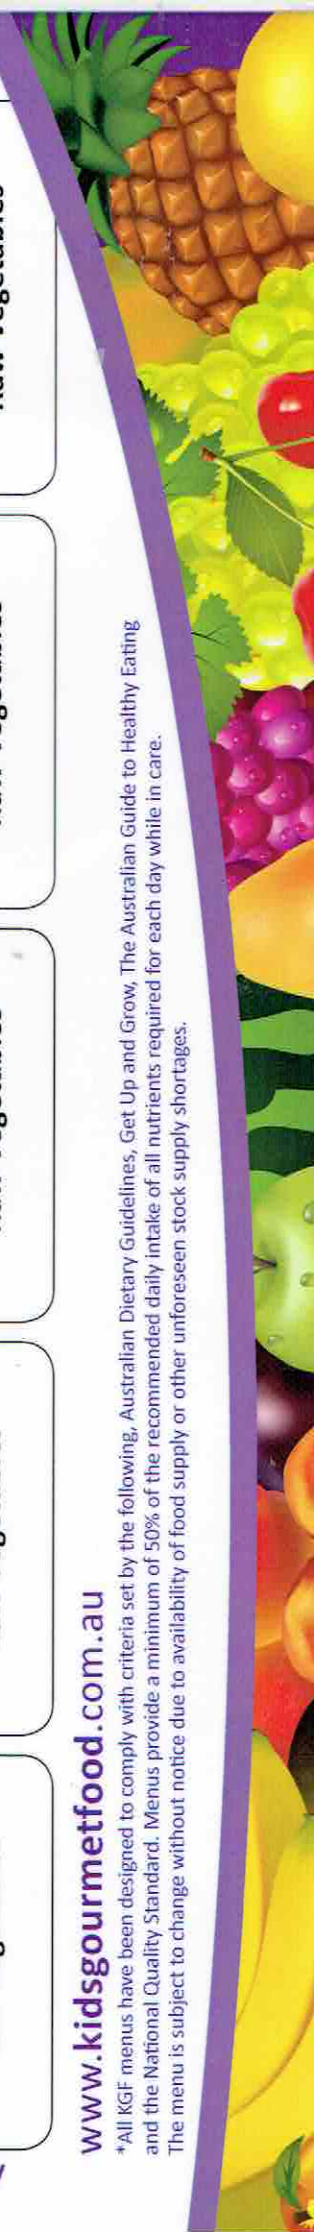 www.kidsgourmetfood.com.au
*All KGF menus have been designed to comply with criteria set by the following, Australian Dietary Guidelines, Get Up and Grow, The Australian Guide to Healthy Eating
and the National Quality Standard. Menus provide a minimum of 50% of the recommended daily intake of all nutrients required for each day while in care.
The menu is subject to change without notice due to availability of food supply or other unforeseen stock supply shortages.